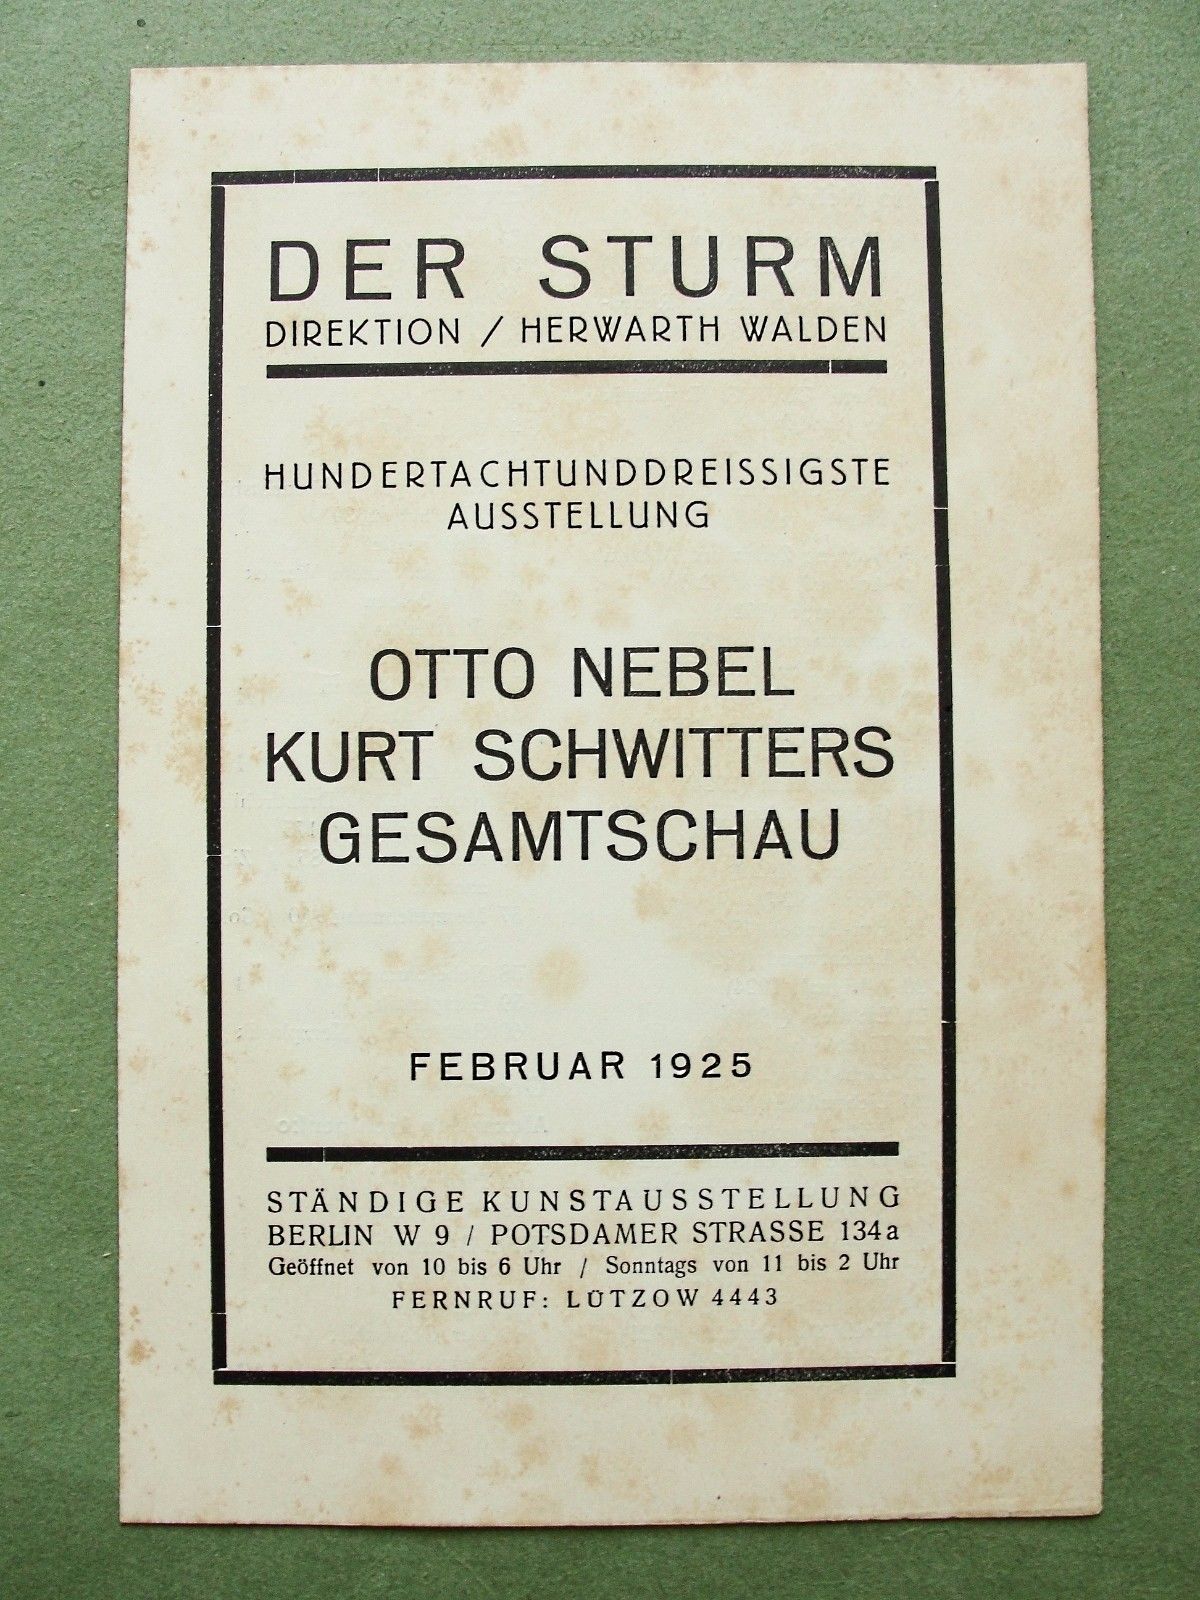 DER STURM
DIREKTION / HERWARTH WALDEN
HUNDERTACHTUNDDREISSIGSTE
AUSSTELLUNG
OTTO NEBEL
KURT SCHWITTERS
GESAMTSCHAU
FEBRUAR 1925
STÄNDIGE KUNSTAUSSTELLUNG
BERLIN W 9 / POTSDAMER STRASSE 134a
Geöffnet von 10 bis 6 Uhr / Sonntags von 11 bis 2 Uhr
FERNRUF: LÜTZOW 4443